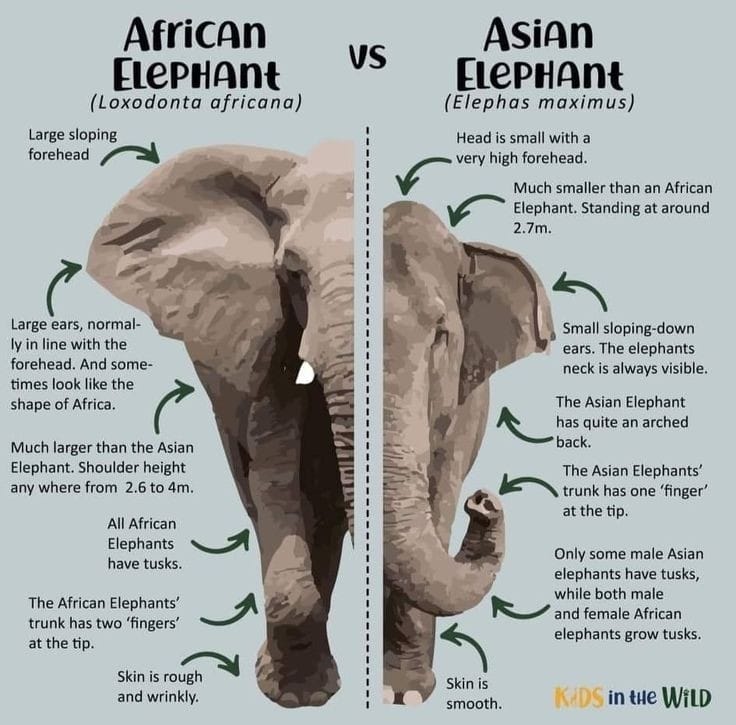 African
Elephant
(Loxodonta africana)
vs
Asian
Elephant
(Elephas maximus)
Large sloping
forehead
Large ears, normal-
ly in line with the
forehead. And some-
times look like the
shape of Africa.
Much larger than the Asian
Elephant. Shoulder height
any where from 2.6 to 4m.
All African
Elephants
have tusks.
The African Elephants’
trunk has two ‘fingers’
at the tip.
Skin is rough
and wrinkly.
Head is small with a
very high forehead.
Much smaller than an African
Elephant. Standing at around
2.7m.
Small sloping-down
ears. The elephants
neck is always visible.
The Asian Elephant
has quite an arched
back.
The Asian Elephants’
trunk has one ‘finger’
at the tip.
Only some male Asian
elephants have tusks,
while both male
and female African
elephants grow tusks.
Skin is
smooth.
KiDS in the WiLD